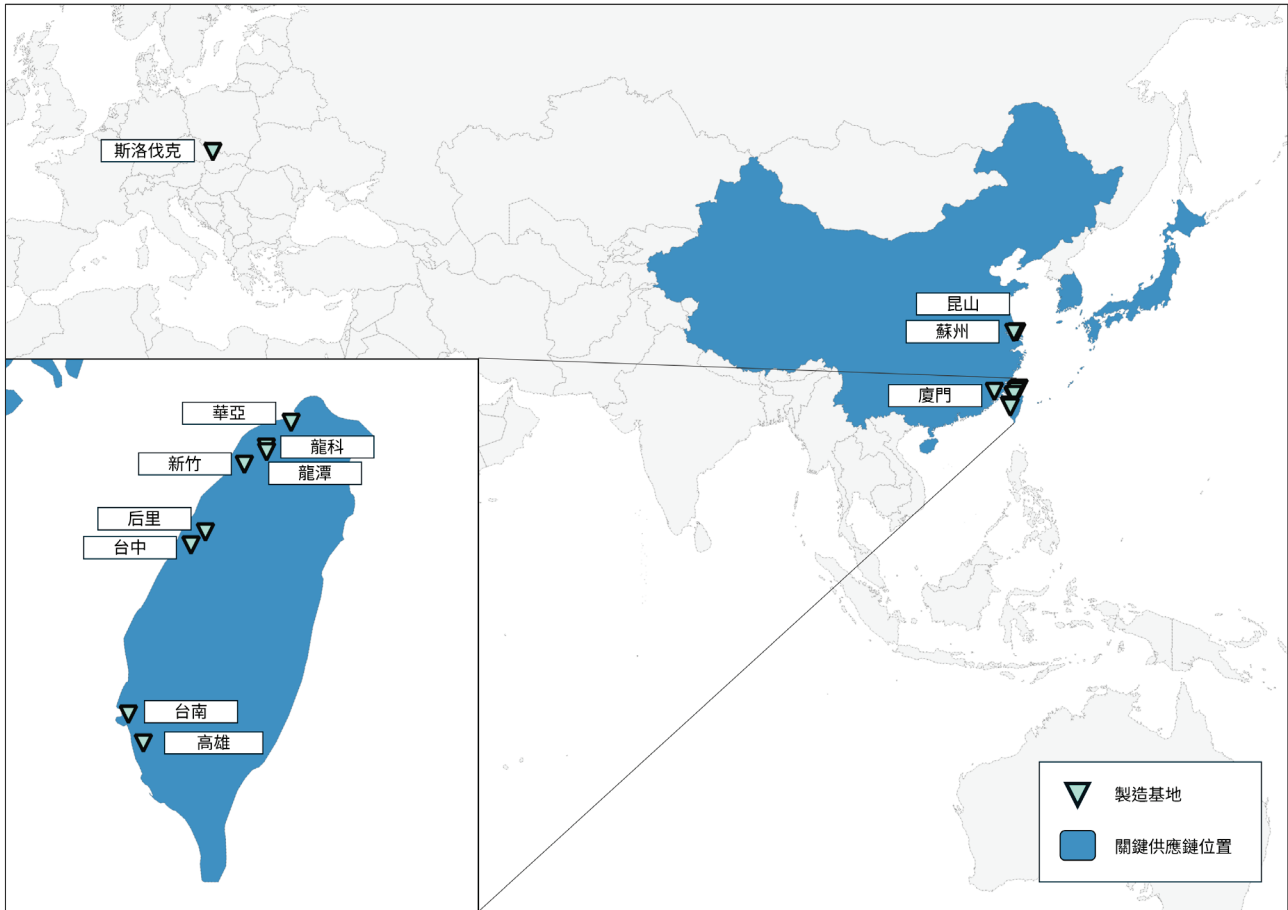 斯洛伐克
昆山
蘇州
廈門
華亞
龍科
新竹
龍潭
后里
台中
台南
高雄
製造基地
關鍵供應鏈位置